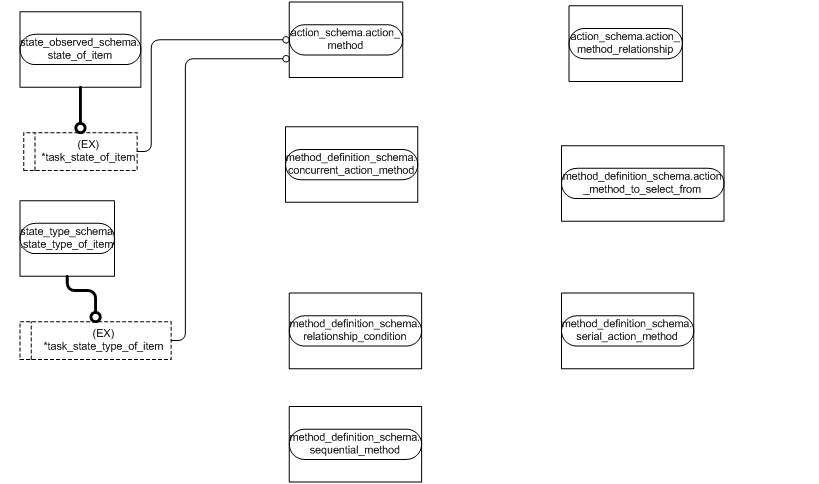 state_observed_schema.
state_of_item
(EX)
*task_state_of_item
state_type_schema
state_type_of_item
(EX)
*task_state_type_of_item
action_schema.action_
method
action_schema.action_
method_relationship
method_definition_schema.
concurrent_action_method
method_definition_schema.action
_method_to_select_from
method_definition_schema.
relationship_condition
method_definition_schema.
serial_action_method
method_definition_schema.
sequential_method